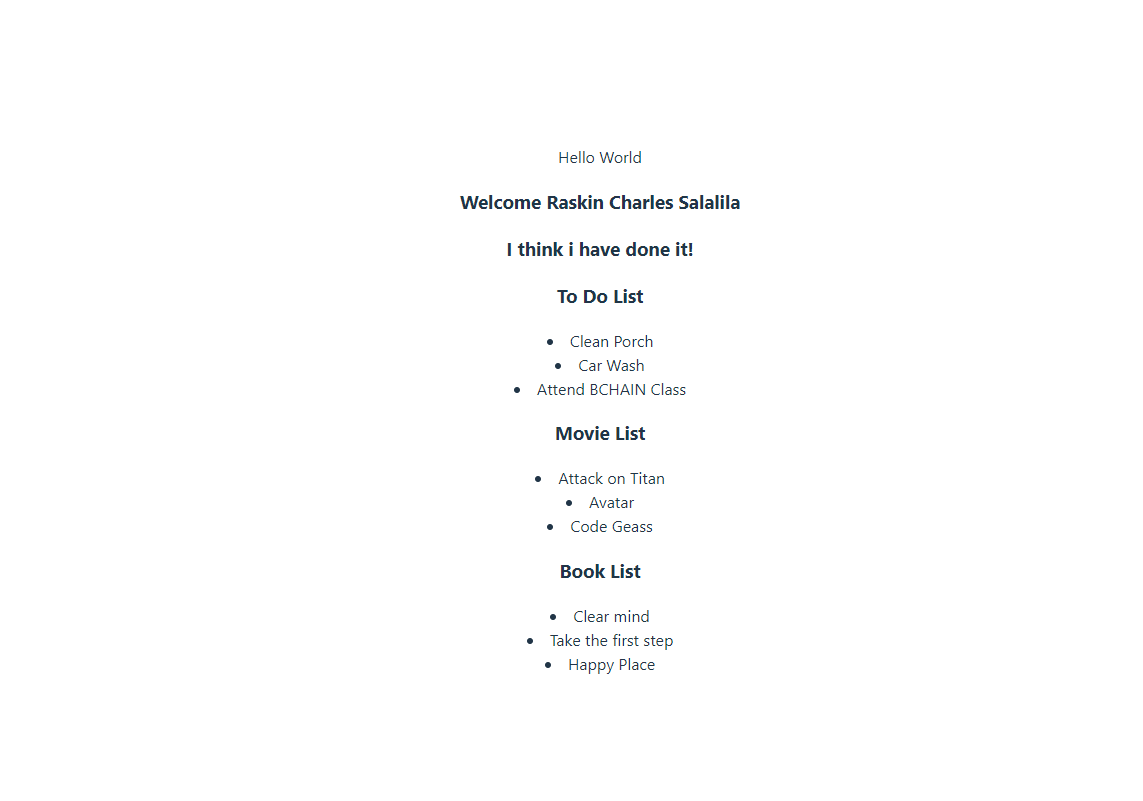 Hello World
Welcome Raskin Charles Salalila
I think i have done it!
To Do List
• Clean Porch
• Car Wash
• Attend BCHAIN Class
Movie List
• Attack on Titan
• Avatar
• Code Geass
Book List
• Clear mind
• Take the first step
• Happy Place